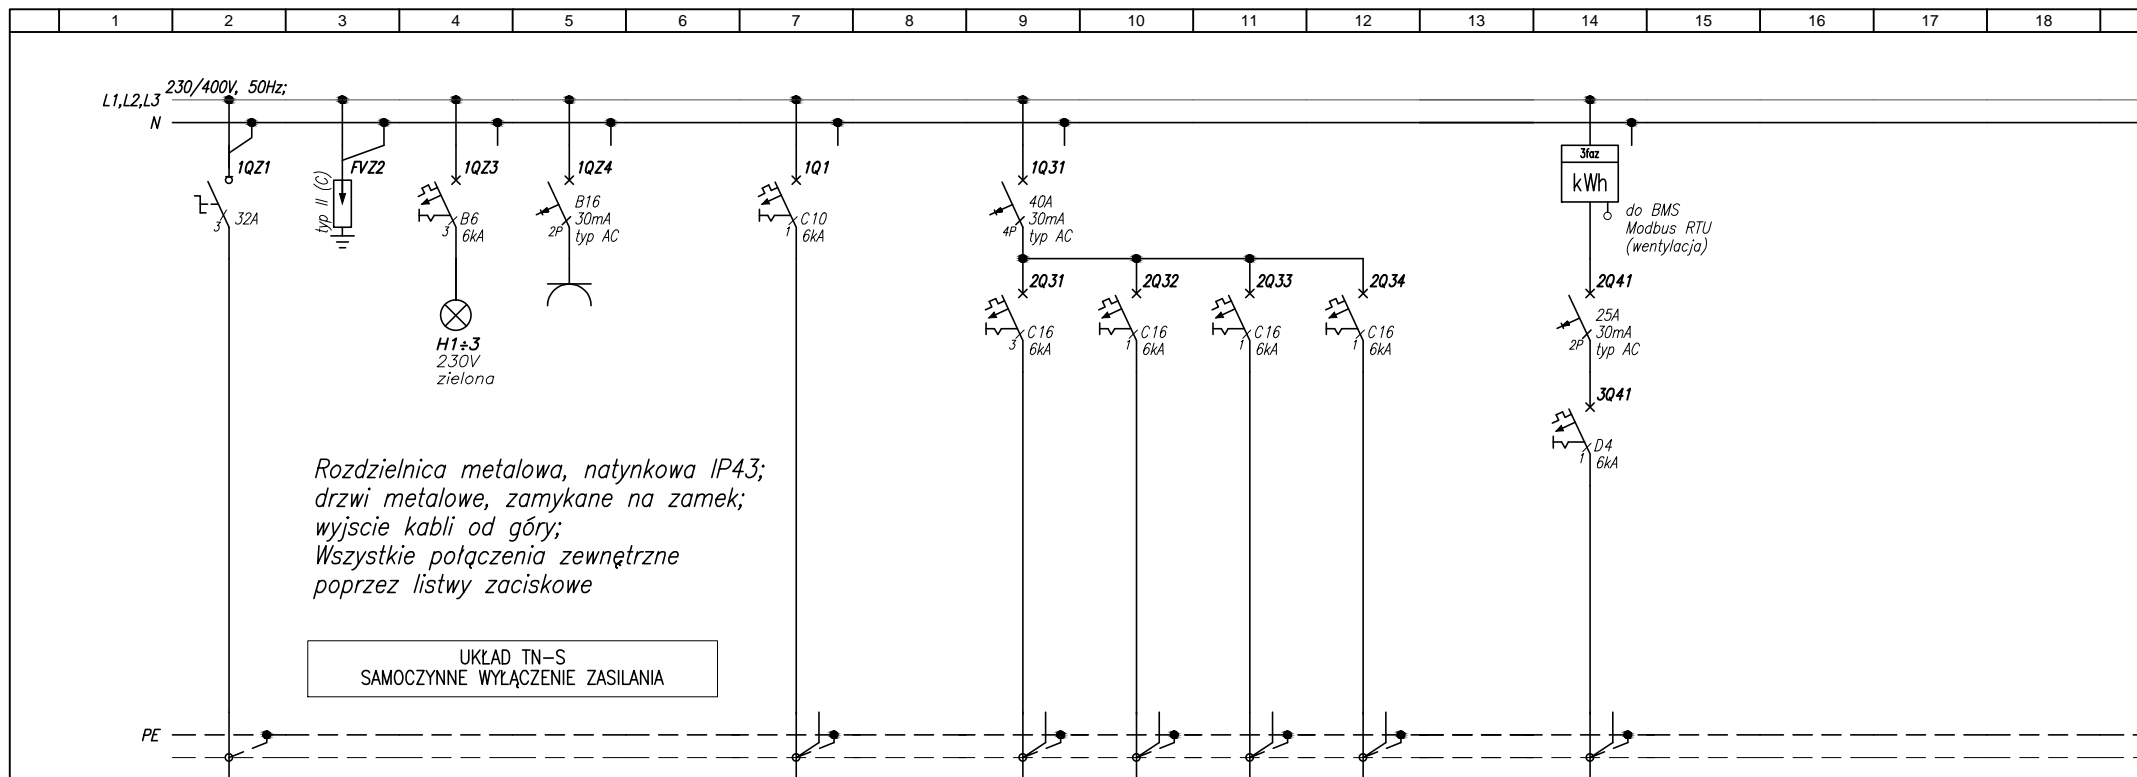 1 2 3 4 5 6 7 8 9 10 11 12 13 14 15 16 17 18
230/400V, 50Hz;
L1,L2,L3
N
1QZ1
3
32A
FVZ2
typ II (C)
1QZ3
B6
3
6kA
H1÷3
230V
zielona
1QZ4
B16
30mA
2P
typ AC
1Q1
C10
1
6kA
1Q31
40A
30mA
4P
typ AC
2Q31
C16
3
6kA
2Q32
C16
1
6kA
2Q33
C16
1
6kA
2Q34
C16
1
6kA
3faz
kWh
do BMS
Modbus RTU
(wentylacja)
2Q41
25A
30mA
2P
typ AC
3Q41
D4
1
6kA
Rozdzielnica metalowa, natynkowa IP43;
drzwi metalowe, zamykane na zamek;
wyjscie kabli od góry;
Wszystkie połączenia zewnętrzne
poprzez listwy zaciskowe
UKŁAD TN-S
SAMOCZYNNE WYŁĄCZENIE ZASILANIA
PE